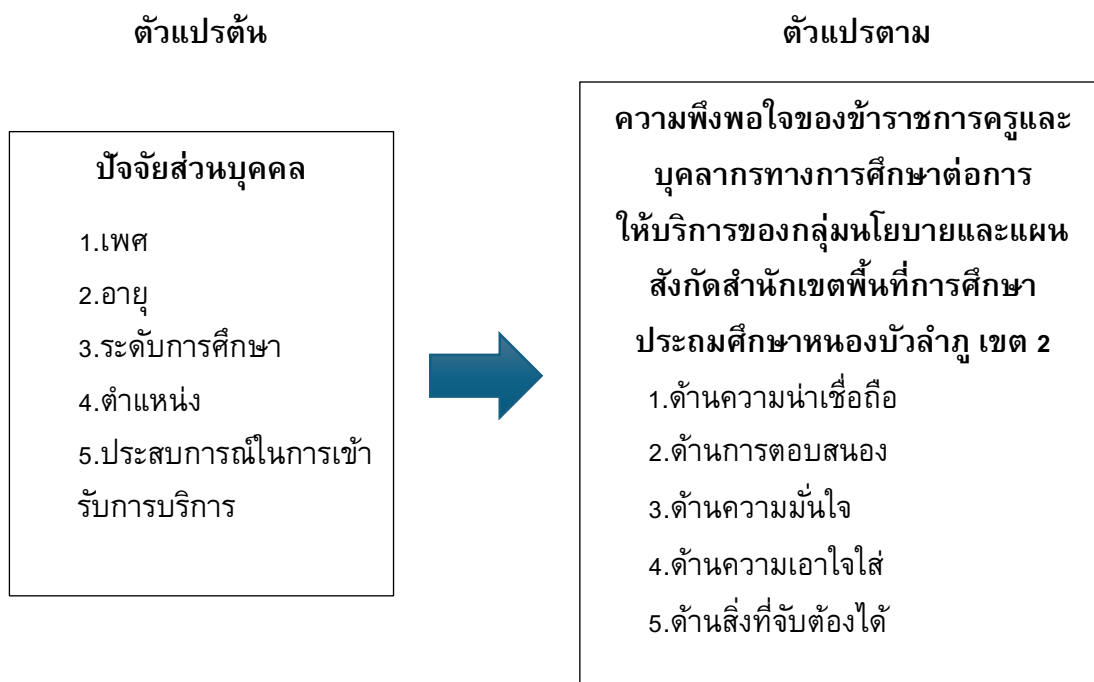 ตัวแปรต้น
ตัวแปรตาม
ปัจจัยส่วนบุคคล
1.เพศ
2.อายุ
3.ระดับการศึกษา
4.ตำแหน่ง
5.ประสบการณ์ในการเข้า
รับการบริการ
ความพึงพอใจของข้าราชการครูและ
บุคลากรทางการศึกษาต่อการ
ให้บริการของกลุ่มนโยบายและแผน
สังกัดสำนักเขตพื้นที่การศึกษา
ประถมศึกษาหนองบัวลำภู เขต 2
1.ด้านความน่าเชื่อถือ
2.ด้านการตอบสนอง
3.ด้านความมั่นใจ
4.ด้านความเอาใจใส่
5.ด้านสิ่งที่จับต้องได้